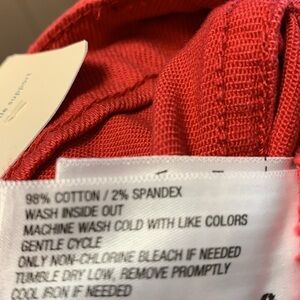 98% COTTON / 2% SPANDEX
WASH INSIDE OUT
MACHINE WASH COLD WITH LIKE COLORS
GENTLE CYCLE
ONLY NON-CHLORINE BLEACH IF NEEDED
TUMBLE DRY LOW, REMOVE PROMPTLY
COOL IRON IF NEEDED
support